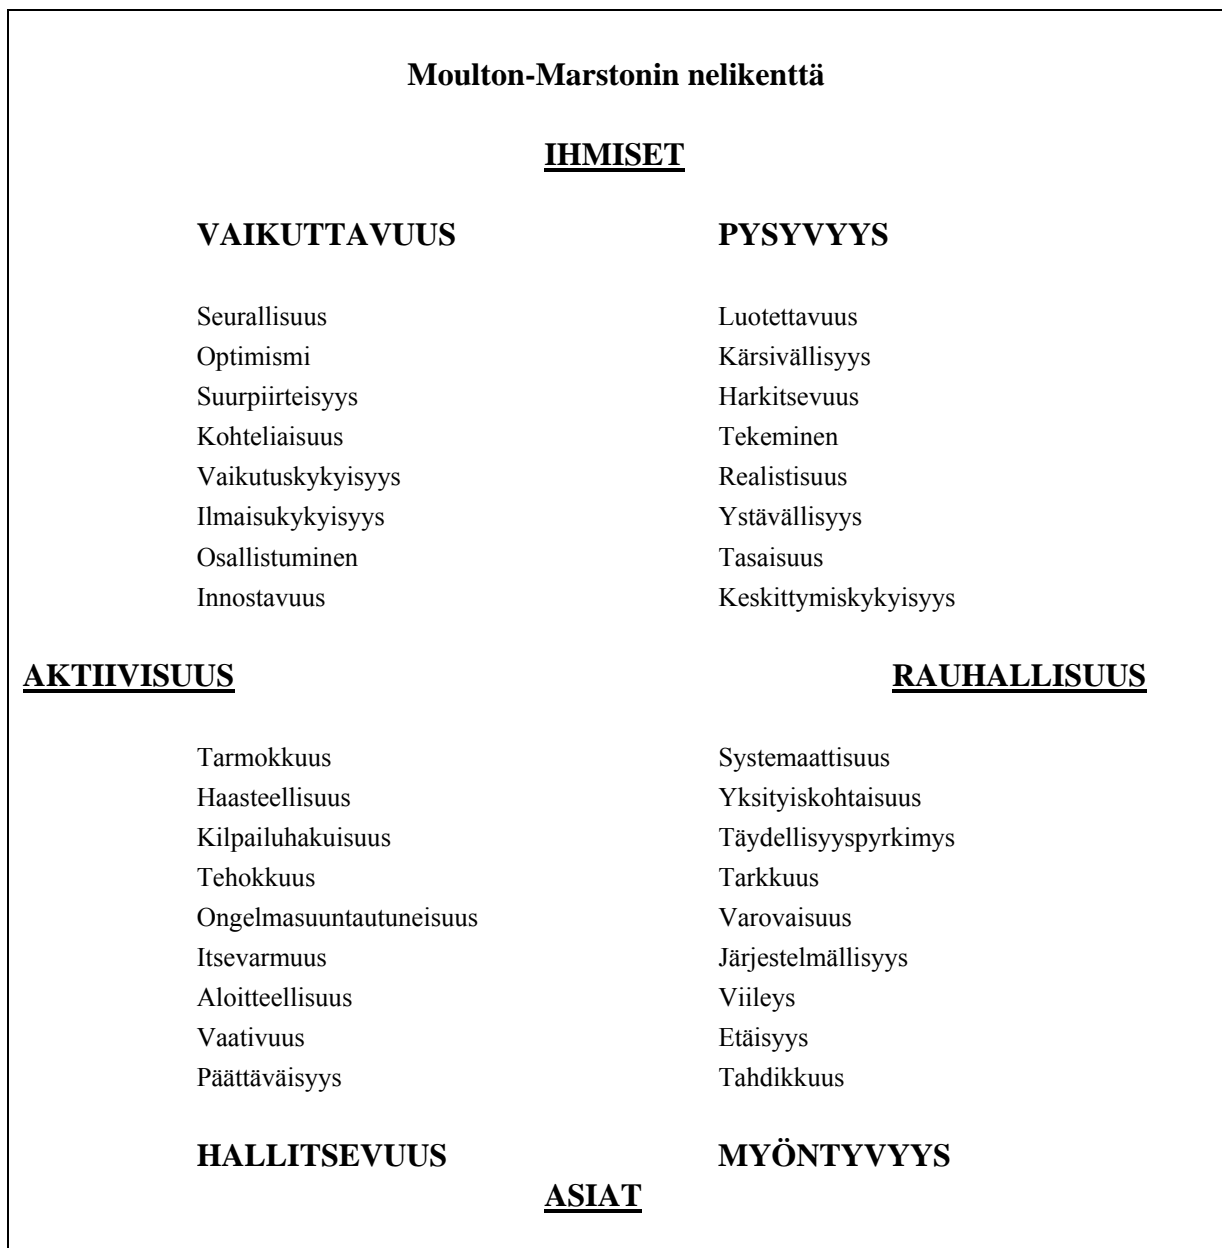 Moulton-Marstonin nelikenttä
IHMISET
VAIKUTTAVUUS PYSYVYYS
Seurallisuus Luotettavuus
Optimismi Kärsivällisyys
Suurpiirteisyys Harkitsevuus
Kohteliaisuus Tekeminen
Vaikutuskykyisyys Realistisuus
Ilmaisukykyisyys Ystävällisyys
Osallistuminen Tasaisuus
Innostavuus Keskittymiskykyisyys
AKTIIVISUUS RAUHALLISUUS
Tarmokkuus Systemaattisuus
Haasteellisuus Yksityiskohtaisuus
Kilpailuhakuisuus Täydellisyyspyrkimys
Tehokkuus Tarkkuus
Ongelmasuuntautuneisuus Varovaisuus
Itsevarmuus Järjestelmällisyys
Aloitteellisuus Viileys
Vaativuus Etäisyys
Päättäväisyys Tahdikkuus
HALLITSEVUUS MYÖNTYVYYS
ASIAT